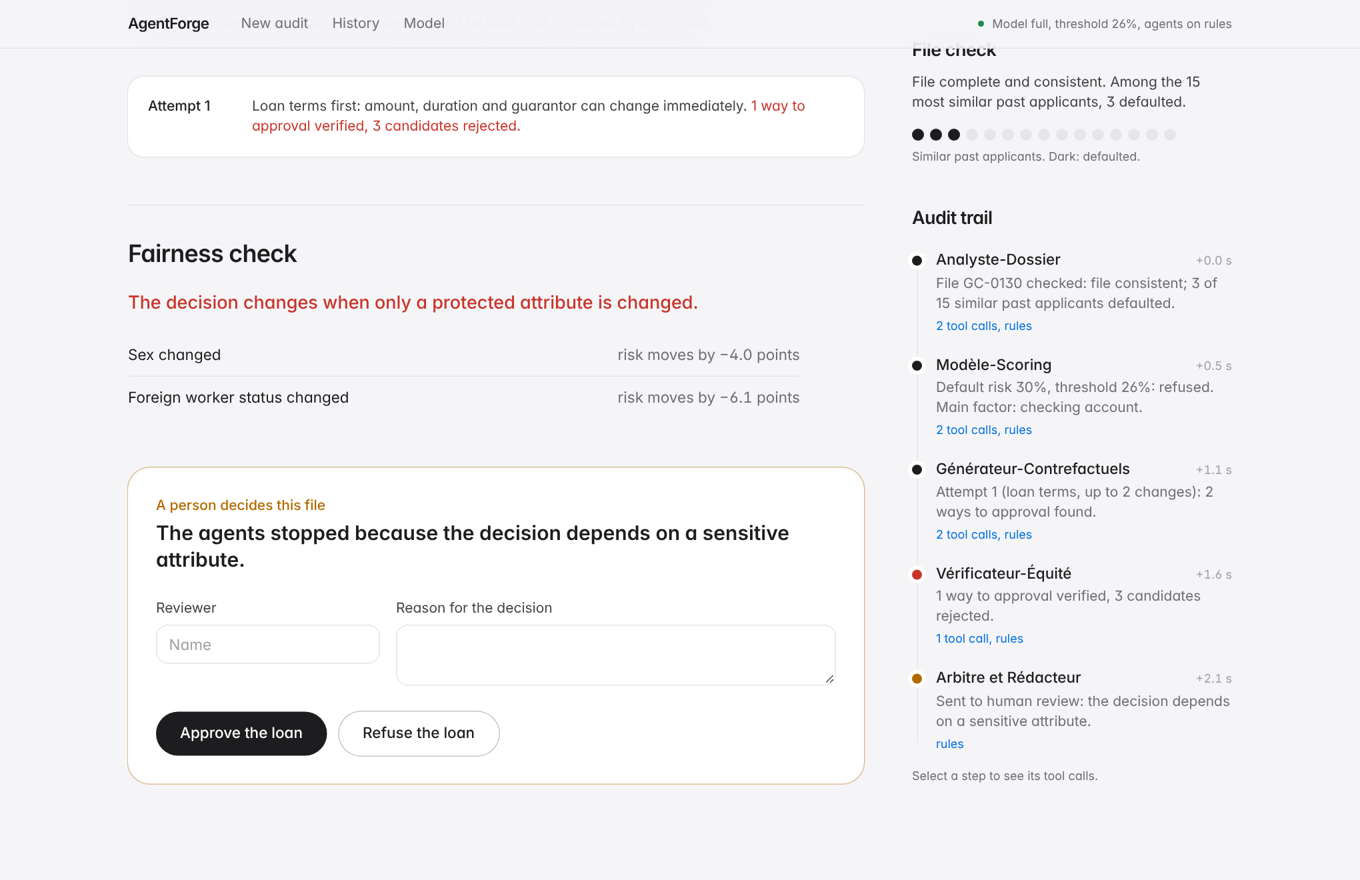 AgentForge
New audit
History
Model
Model full, threshold 26%, agents on rules
Attempt 1
Loan terms first: amount, duration and guarantor can change immediately. 1 way to
approval verified, 3 candidates rejected.
Fairness check
The decision changes when only a protected attribute is changed.
Sex changed
risk moves by −4.0 points
Foreign worker status changed
risk moves by −6.1 points
A person decides this file
The agents stopped because the decision depends on a sensitive
attribute.
Reviewer
Name
Reason for the decision
Approve the loan
Refuse the loan
File check
File complete and consistent. Among the 15
most similar past applicants, 3 defaulted.
Similar past applicants. Dark: defaulted.
Audit trail
Analyste-Dossier
+0.0 s
File GC-0130 checked: file consistent; 3 of
15 similar past applicants defaulted.
2 tool calls, rules
Modèle-Scoring
+0.5 s
Default risk 30%, threshold 26%: refused.
Main factor: checking account.
2 tool calls, rules
Générateur-Contrefactuels
+1.1 s
Attempt 1 (loan terms, up to 2 changes): 2
ways to approval found.
2 tool calls, rules
Vérificateur-Équité
+1.6 s
1 way to approval verified, 3 candidates
rejected.
1 tool call, rules
Arbitre et Rédacteur
+2.1 s
Sent to human review: the decision depends
on a sensitive attribute.
rules
Select a step to see its tool calls.